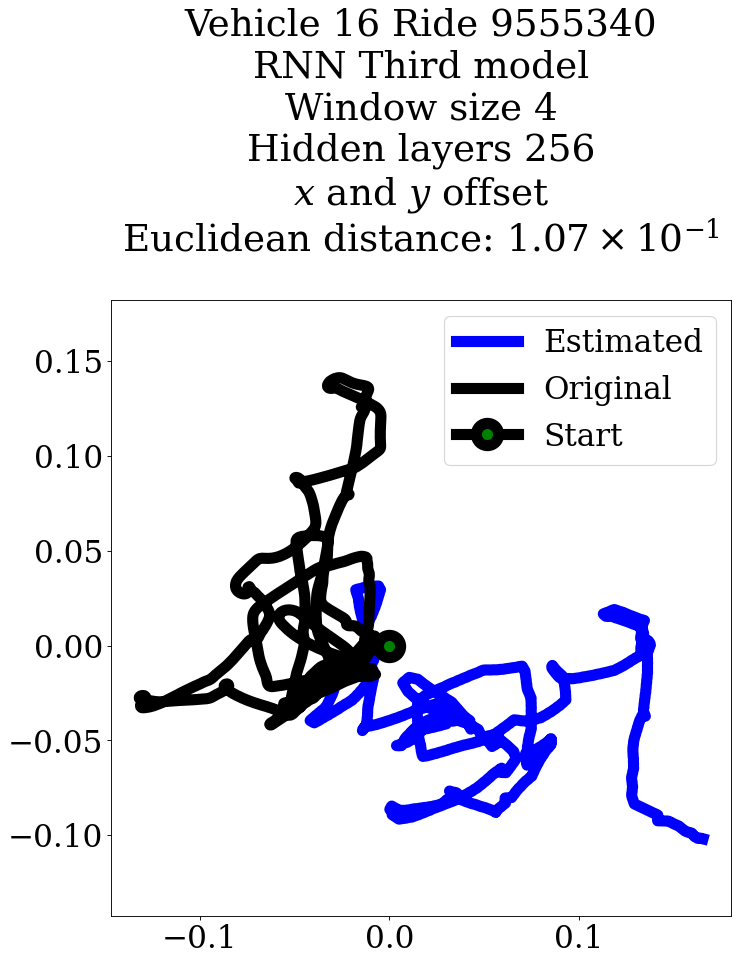 Vehicle 16 Ride 9555340
RNN Third model
Window size 4
Hidden layers 256
x and y offset
Euclidean distance: 1.07 × 10⁻¹
Estimated
Original
Start
0.15
0.10
0.05
0.00
−0.05
−0.10
−0.1
0.0
0.1